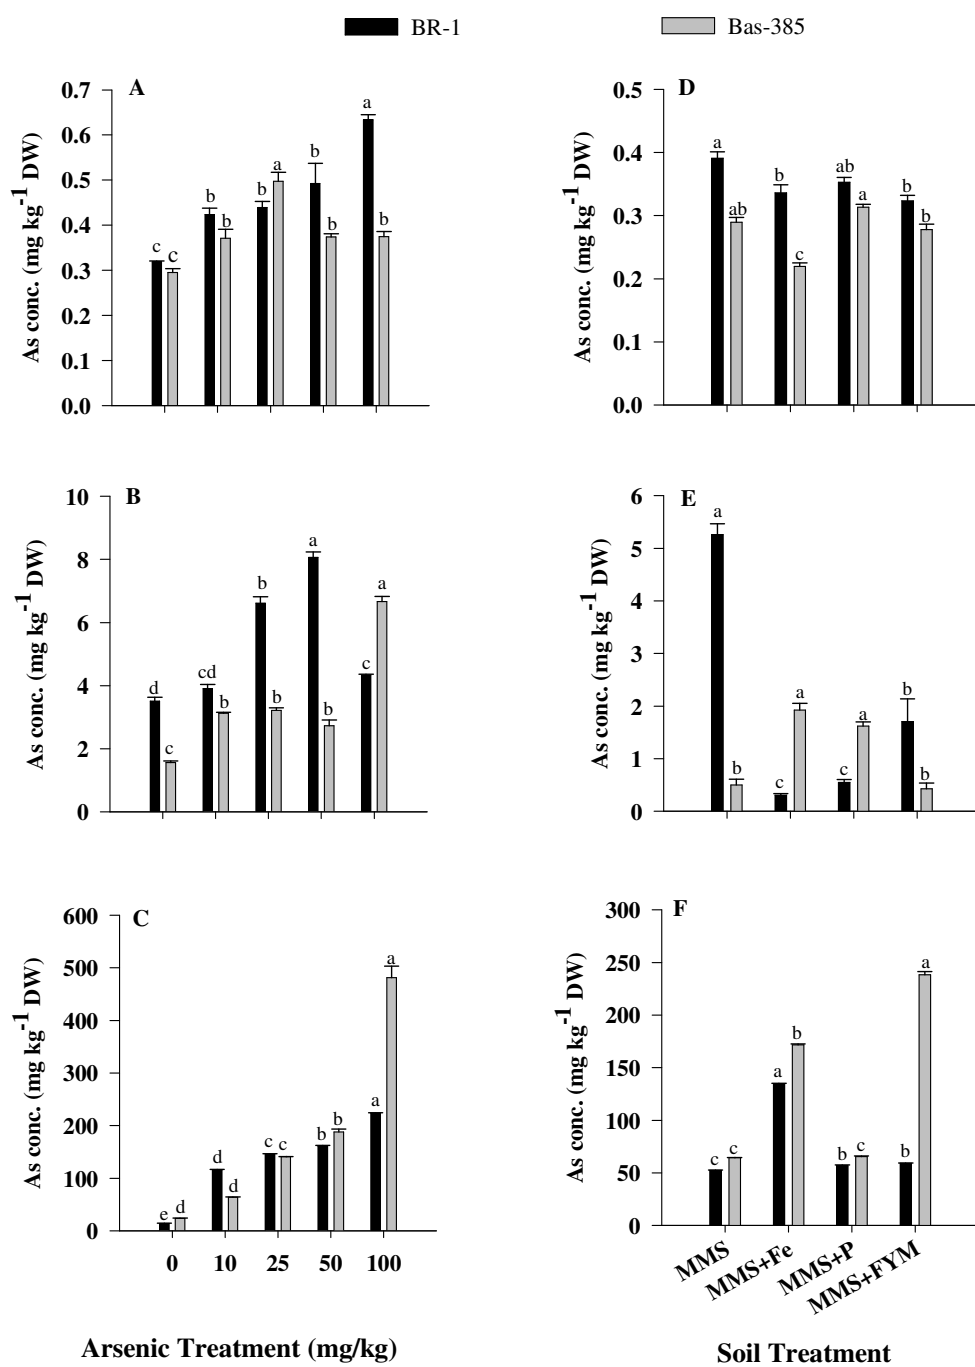 BR-1 Bas-385
A
As conc. (mg kg-1 DW)
0.7
0.6
0.5
0.4
0.3
0.2
0.1
0.0
c c b b b a b b a b
D
As conc. (mg kg-1 DW)
0.5
0.4
0.3
0.2
0.1
0.0
a ab b c ab a b b
B
As conc. (mg kg-1 DW)
10
8
6
4
2
0
d c cd b b b a b c a
E
As conc. (mg kg-1 DW)
6
5
4
3
2
1
0
a b c a c a b b
C
As conc. (mg kg-1 DW)
600
500
400
300
200
100
0
e d d d c c b b a a
0 10 25 50 100
Arsenic Treatment (mg/kg)
F
As conc. (mg kg-1 DW)
300
250
200
150
100
50
0
c c a b b c b a
MMS MMS+Fe MMS+P MMS+FYM
Soil Treatment